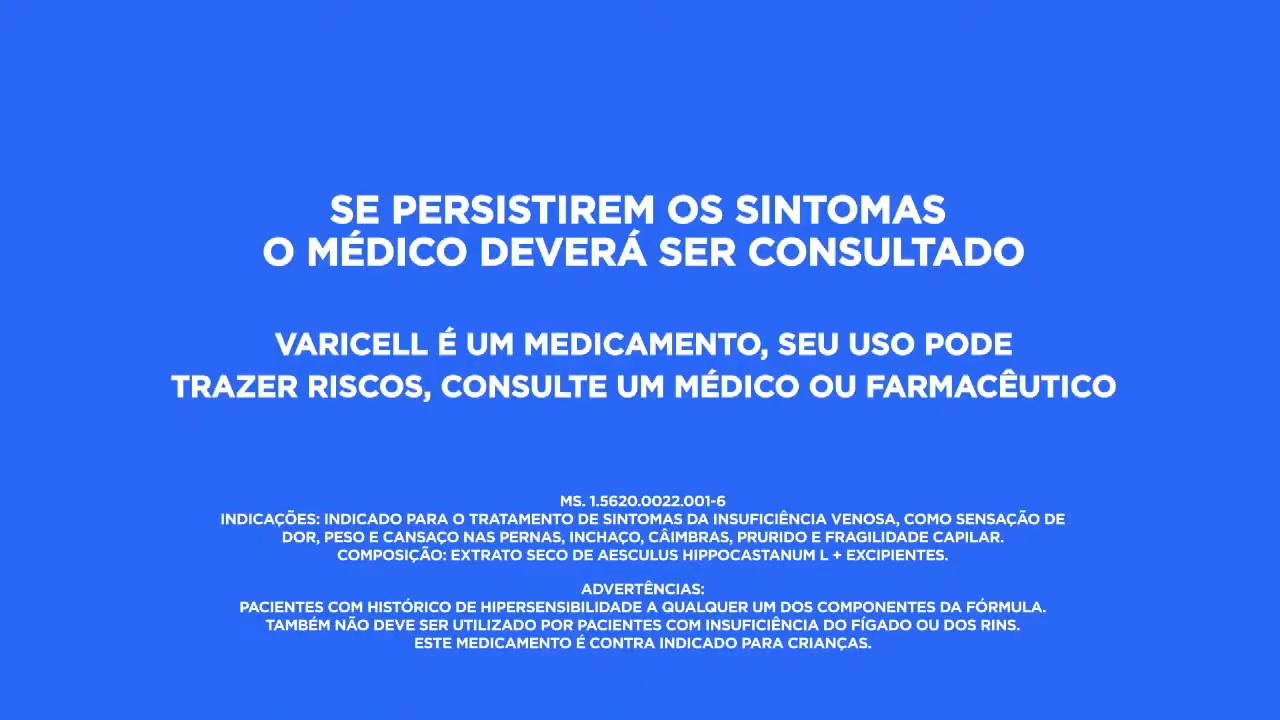 SE PERSISTIREM OS SINTOMAS
O MÉDICO DEVERÁ SER CONSULTADO
VARICELL É UM MEDICAMENTO, SEU USO PODE
TRAZER RISCOS, CONSULTE UM MÉDICO OU FARMACÊUTICO
MS. 1.5620.0022.001-6
INDICAÇÕES: INDICADO PARA O TRATAMENTO DE SINTOMAS DA INSUFICIÊNCIA VENOSA, COMO SENSAÇÃO DE
DOR, PESO E CANSAÇO NAS PERNAS, INCHAÇO, CÂIMBRAS, PRURIDO E FRAGILIDADE CAPILAR.
COMPOSIÇÃO: EXTRATO SECO DE AESCULUS HIPPOCASTANUM L + EXCIPIENTES.
ADVERTÊNCIAS:
PACIENTES COM HISTÓRICO DE HIPERSENSIBILIDADE A QUALQUER UM DOS COMPONENTES DA FÓRMULA.
TAMBÉM NÃO DEVE SER UTILIZADO POR PACIENTES COM INSUFICIÊNCIA DO FÍGADO OU DOS RINS.
ESTE MEDICAMENTO É CONTRA INDICADO PARA CRIANÇAS.